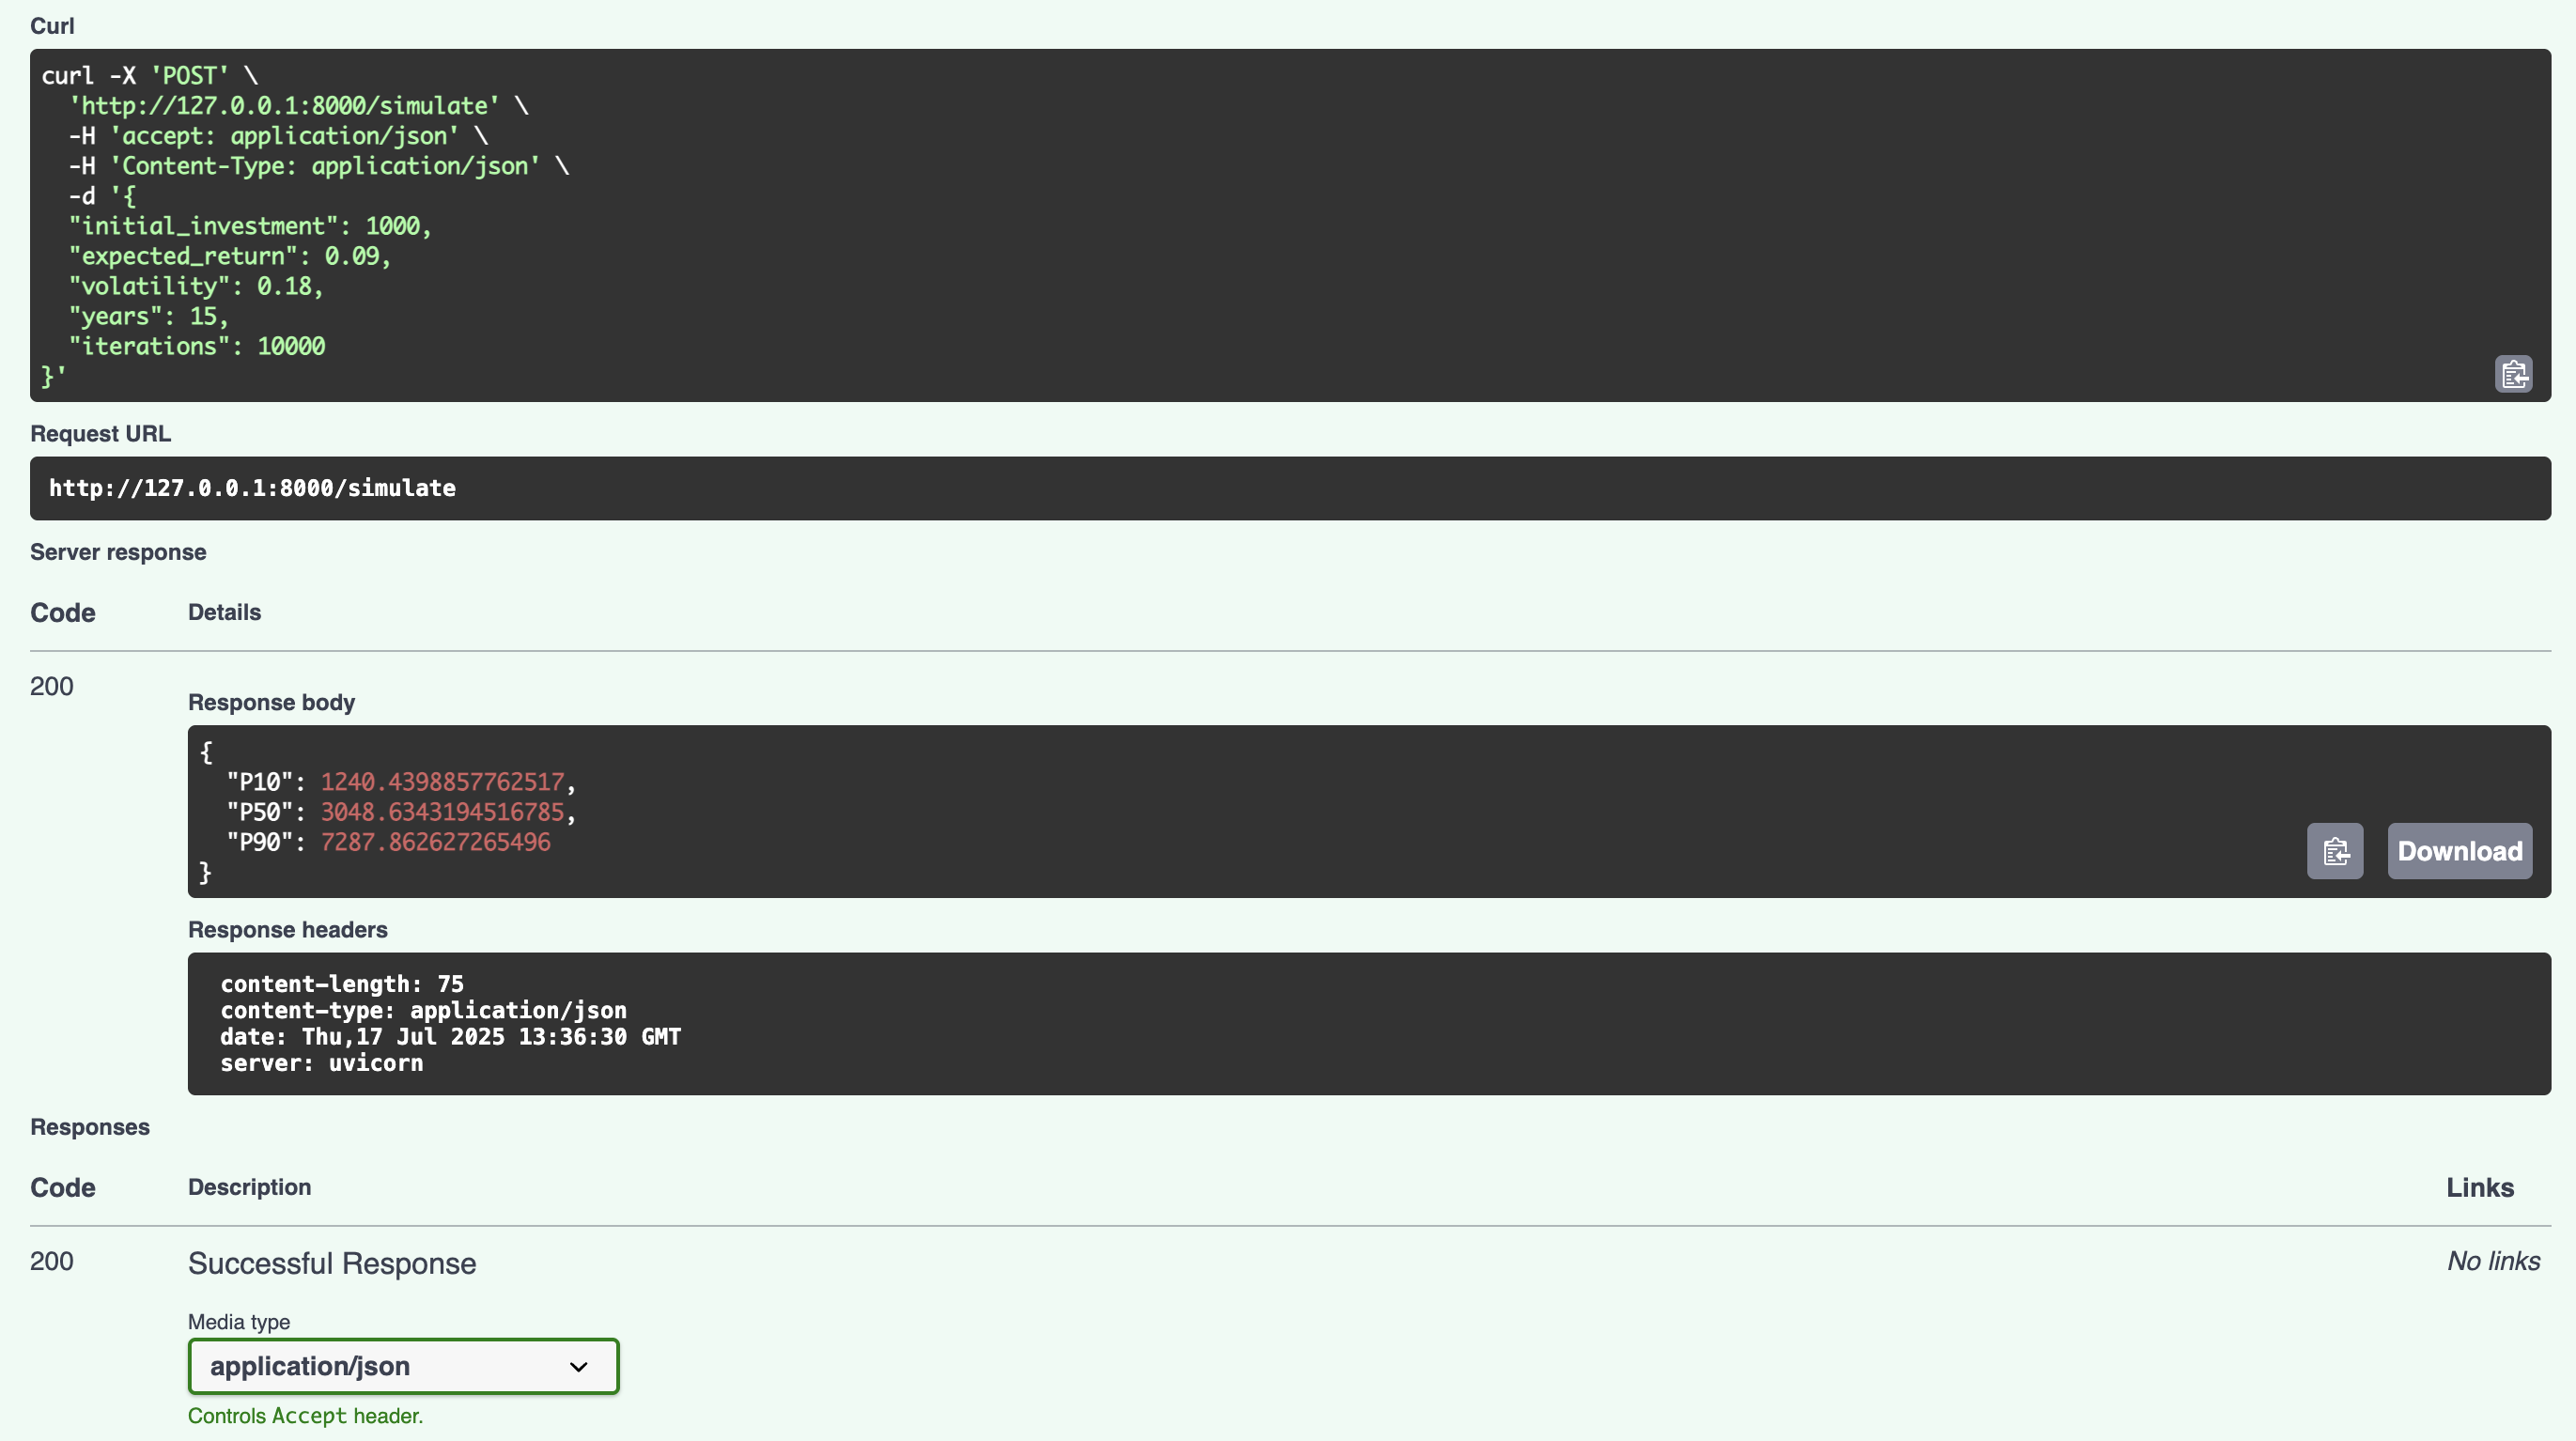 Curl
curl -X 'POST' \
  'http://127.0.0.1:8000/simulate' \
  -H 'accept: application/json' \
  -H 'Content-Type: application/json' \
  -d '{
  "initial_investment": 1000,
  "expected_return": 0.09,
  "volatility": 0.18,
  "years": 15,
  "iterations": 10000
}'
Request URL
http://127.0.0.1:8000/simulate
Server response
Code Details
200
Response body
{
  "P10": 1240.4398857762517,
  "P50": 3048.6343194516785,
  "P90": 7287.862627265496
}
Download
Response headers
content-length: 75
content-type: application/json
date: Thu,17 Jul 2025 13:36:30 GMT
server: uvicorn
Responses
Code Description Links
200 Successful Response No links
Media type
application/json
Controls Accept header.